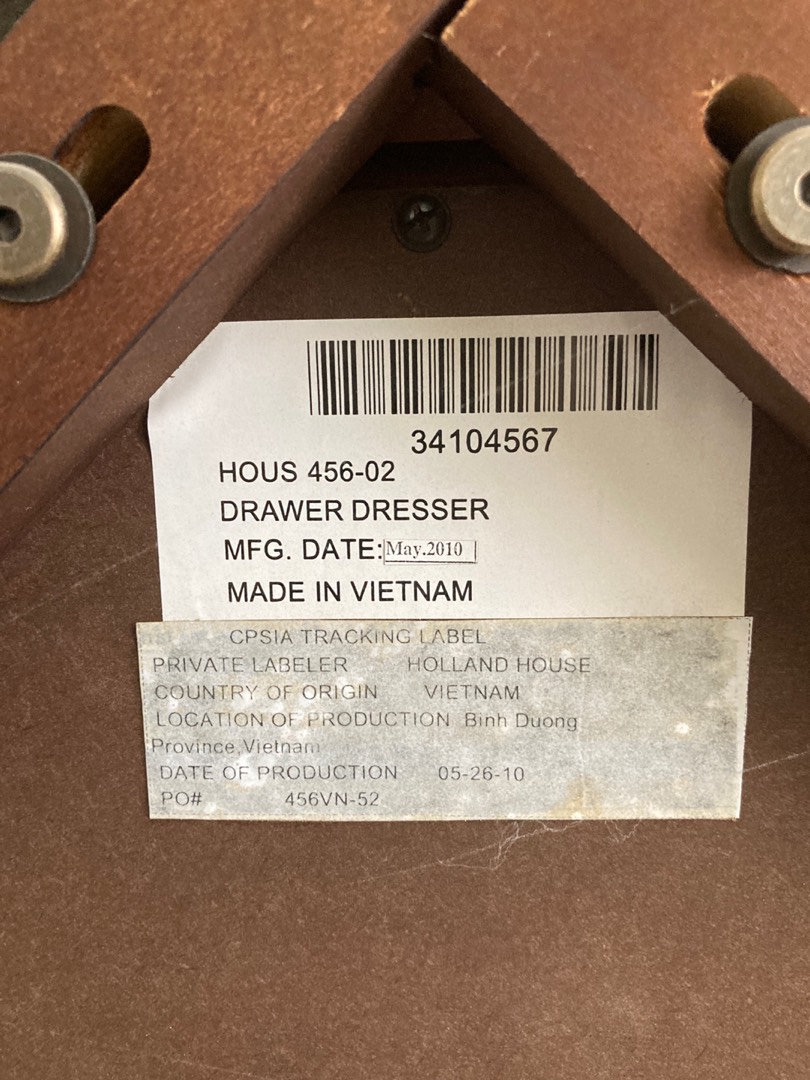 34104567
HOUS 456-02
DRAWER DRESSER
MFG. DATE: May.2010
MADE IN VIETNAM
CPSIA TRACKING LABEL
PRIVATE LABELER HOLLAND HOUSE
COUNTRY OF ORIGIN VIETNAM
LOCATION OF PRODUCTION Binh Duong
Province,Vietnam
DATE OF PRODUCTION 05-26-10
PO# 456VN-52